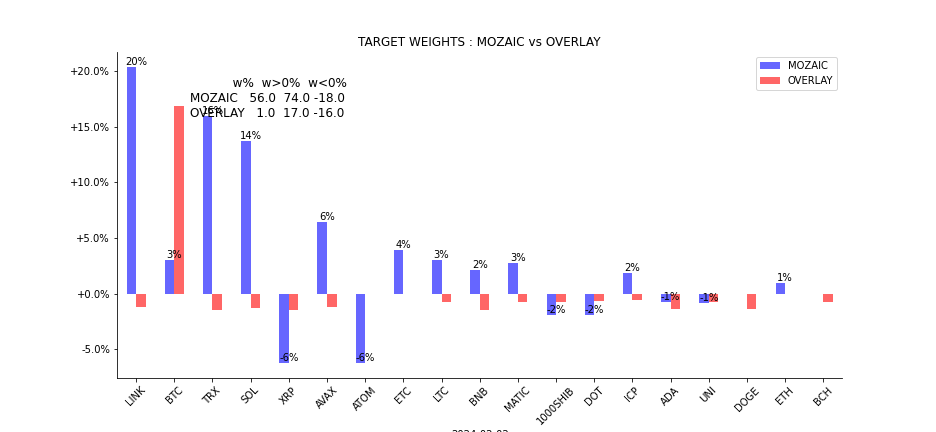 TARGET WEIGHTS : MOZAIC vs OVERLAY
MOZAIC
OVERLAY
w% w>0% w<0%
MOZAIC 56.0 74.0 -18.0
OVERLAY 1.0 17.0 -16.0
+20.0%
+15.0%
+10.0%
+5.0%
+0.0%
-5.0%
20%
3%
16%
14%
-6%
6%
-6%
4%
3%
2%
3%
-2%
-2%
2%
-1%
-1%
1%
LINK
BTC
TRX
SOL
XRP
AVAX
ATOM
ETC
LTC
BNB
MATIC
1000SHIB
DOT
ICP
ADA
UNI
DOGE
ETH
BCH